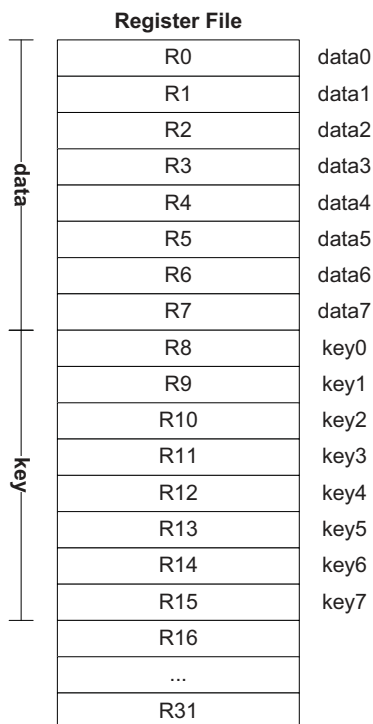 Register File
R0 data0
R1 data1
R2 data2
R3 data3
R4 data4
R5 data5
R6 data6
R7 data7
data
R8 key0
R9 key1
R10 key2
R11 key3
R12 key4
R13 key5
R14 key6
R15 key7
key
R16
...
R31